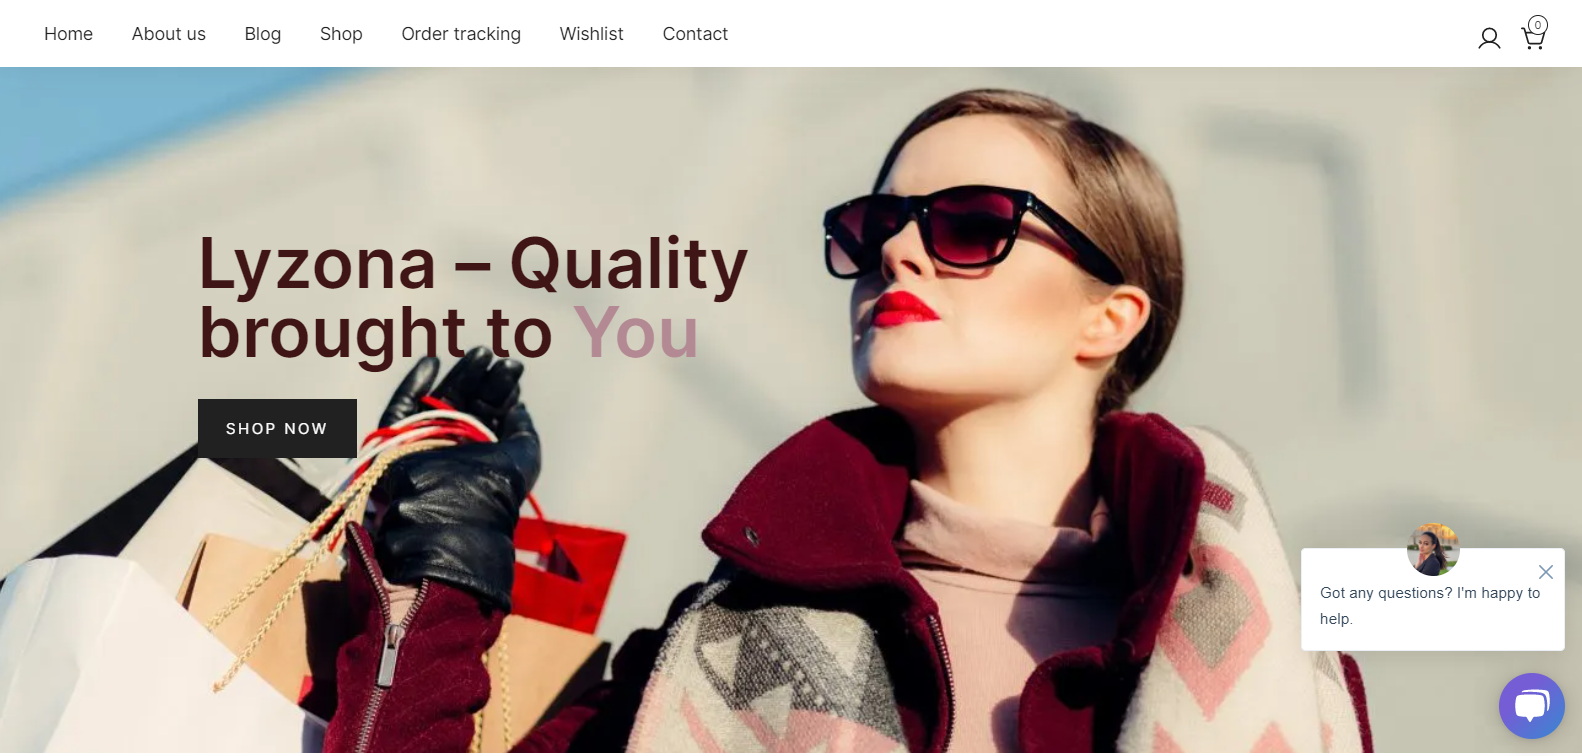 Home About us Blog Shop Order tracking Wishlist Contact
0
Lyzona – Quality
brought to You
SHOP NOW
Got any questions? I'm happy to
help.